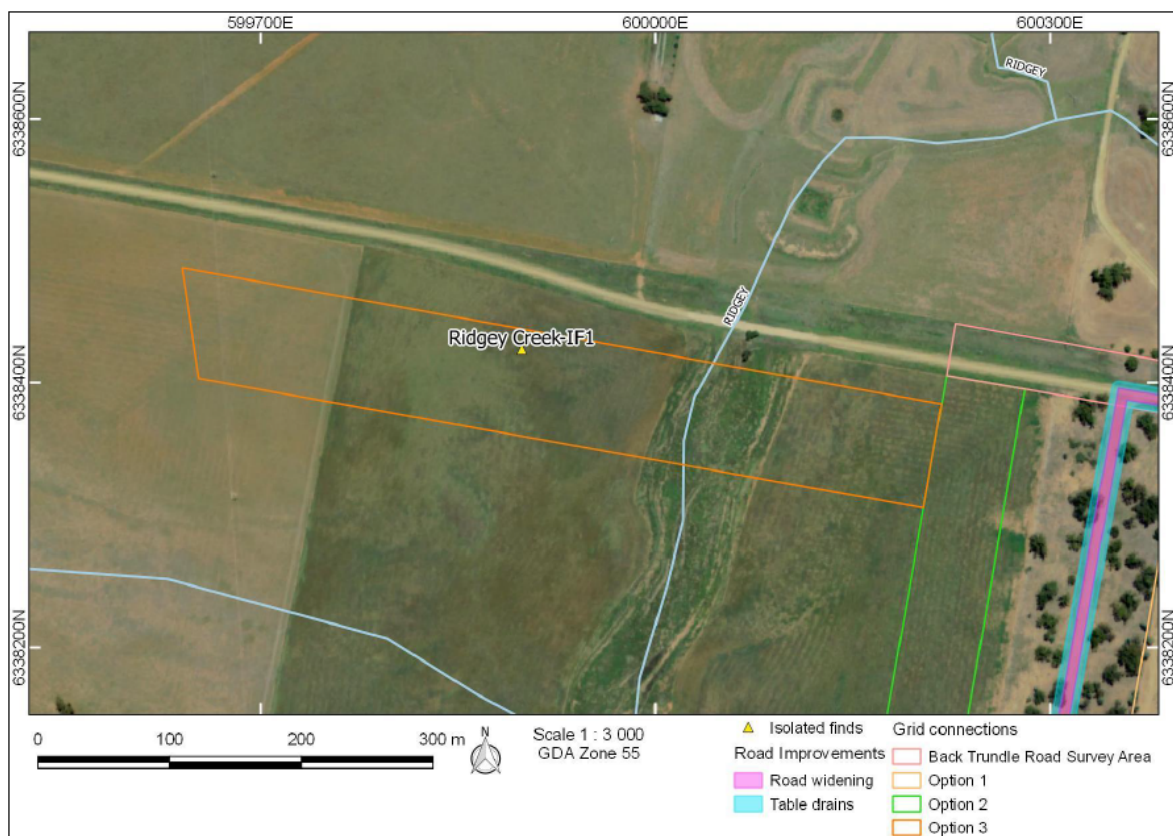 599700E
600000E
600300E
RIDGEY
6338600N
6338600N
RIDGEY
Ridgey Creek-IF1
6338400N
6338400N
6338200N
6338200N
0 100 200 300 m
N
Scale 1 : 3 000
GDA Zone 55
Isolated finds
Road Improvements
Road widening
Table drains
Grid connections
Back Trundle Road Survey Area
Option 1
Option 2
Option 3